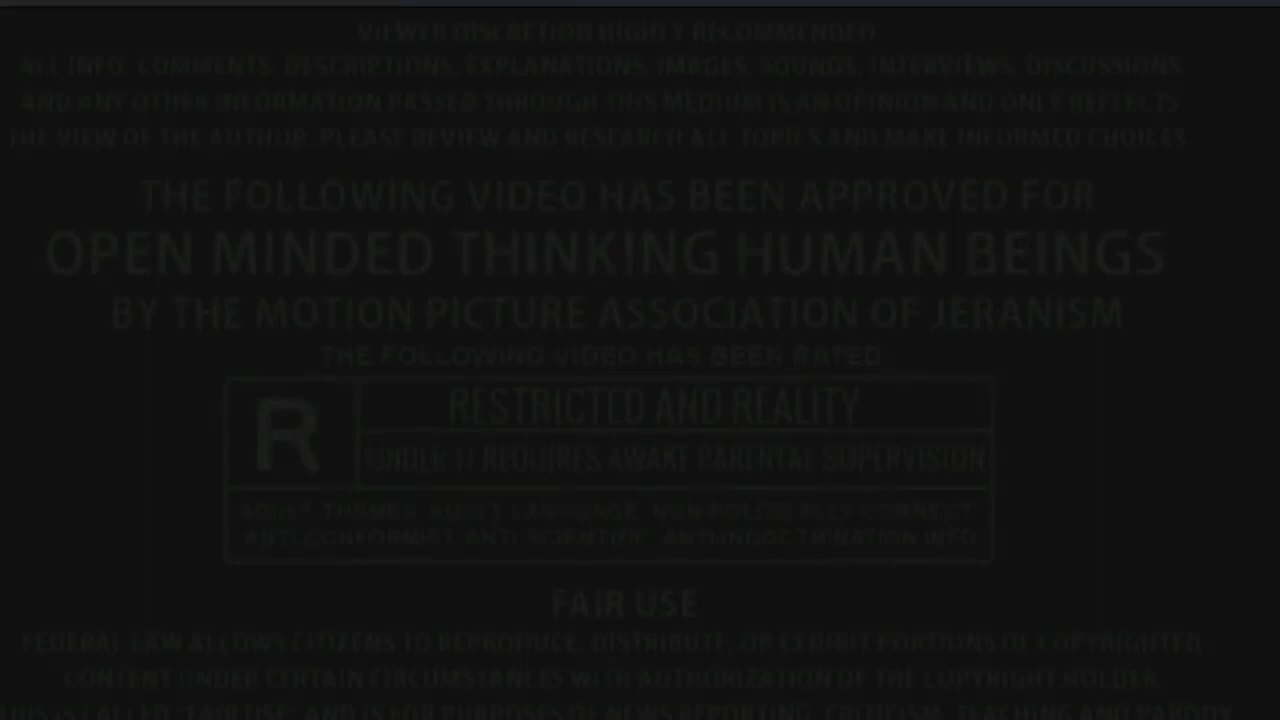 VIEWER DISCRETION HIGHLY RECOMMENDED
ALL INFO, COMMENTS, DESCRIPTIONS, EXPLANATIONS, IMAGES, SOUNDS, INTERVIEWS, DISCUSSIONS
AND ANY OTHER INFORMATION PASSED THROUGH THIS MEDIUM IS AN OPINION AND ONLY REFLECTS
THE VIEW OF THE AUTHOR. PLEASE REVIEW AND RESEARCH ALL TOPICS AND MAKE INFORMED CHOICES
THE FOLLOWING VIDEO HAS BEEN APPROVED FOR
OPEN MINDED THINKING HUMAN BEINGS
BY THE MOTION PICTURE ASSOCIATION OF JERANISM
THE FOLLOWING VIDEO HAS BEEN RATED
R
RESTRICTED AND REALITY
UNDER 17 REQUIRES AWAKE PARENTAL SUPERVISION
ADULT THEMES, ADULT LANGUAGE, NON POLITICALLY CORRECT
ANTI-CONFORMIST, ANTI-SCIENTIFIC, ANTI-INDOCTRINATION INFO
FAIR USE
FEDERAL LAW ALLOWS CITIZENS TO REPRODUCE, DISTRIBUTE, OR EXHIBIT PORTIONS OF COPYRIGHTED
CONTENT UNDER CERTAIN CIRCUMSTANCES WITH AUTHORIZATION OF THE COPYRIGHT HOLDER.
THIS IS CALLED "FAIR USE" AND IS FOR PURPOSES OF NEWS REPORTING, CRITICISM, TEACHING AND PARODY